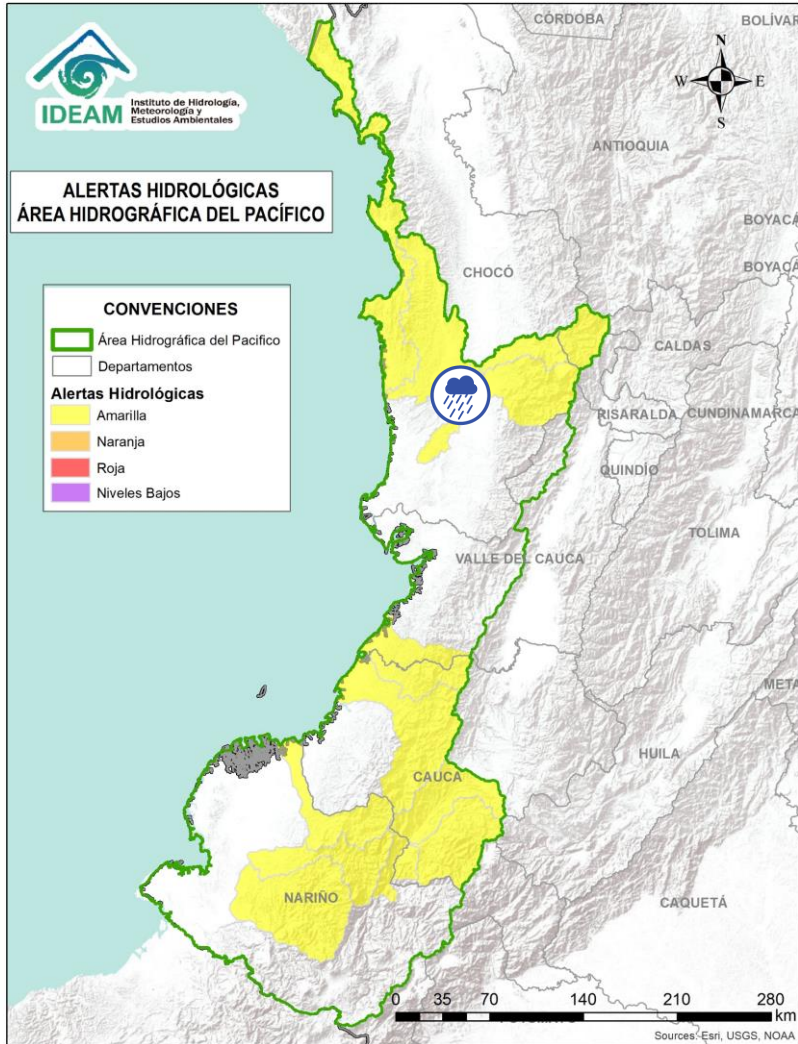 IDEAM
Instituto de Hidrología,
Meteorología y
Estudios Ambientales
ALERTAS HIDROLÓGICAS
ÁREA HIDROGRÁFICA DEL PACÍFICO
CONVENCIONES
Área Hidrográfica del Pacífico
Departamentos
Alertas Hidrológicas
Amarilla
Naranja
Roja
Niveles Bajos
CÓRDOBA
BOLÍVAR
N
W
E
S
ANTIOQUIA
BOYACÁ
CHOCÓ
BOYACÁ
CALDAS
RISARALDA
CUNDINAMARCA
QUINDÍO
TOLIMA
VALLE DEL CAUCA
META
HUILA
CAUCA
NARIÑO
CAQUETÁ
0 35 70 140 210 280
km
Sources: Esri, USGS, NOAA